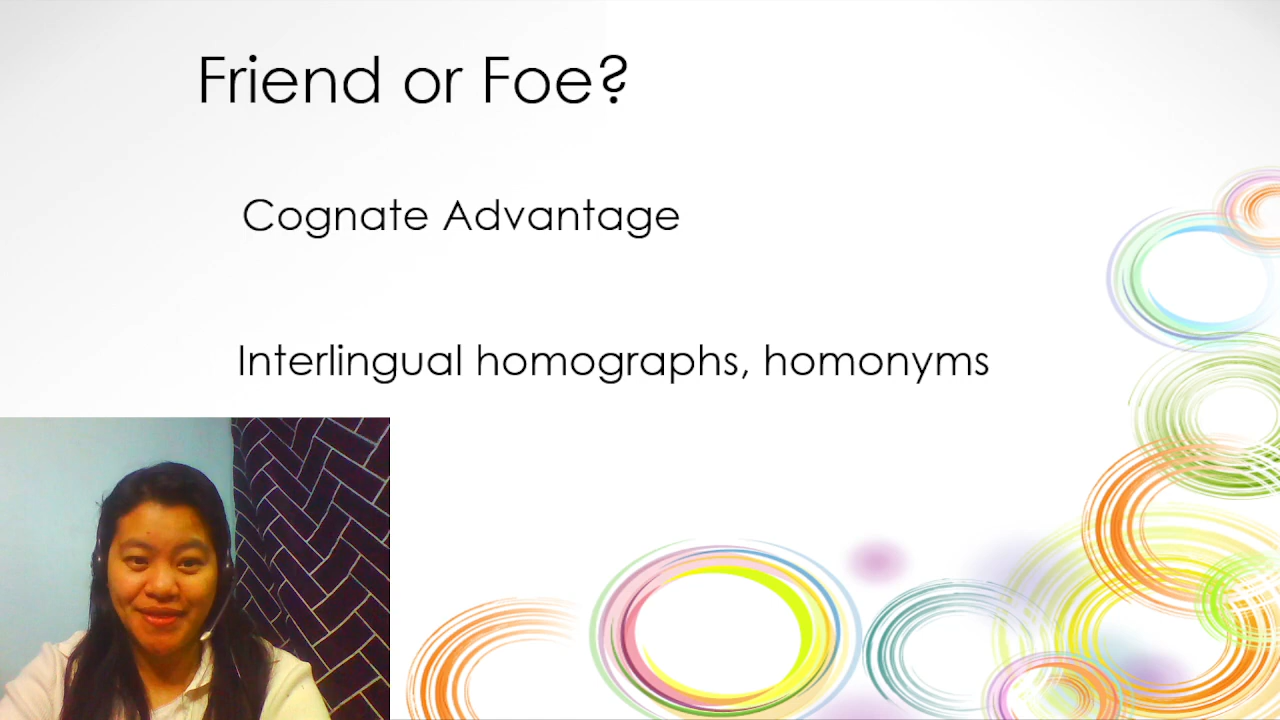 Friend or Foe?
Cognate Advantage
Interlingual homographs, homonyms